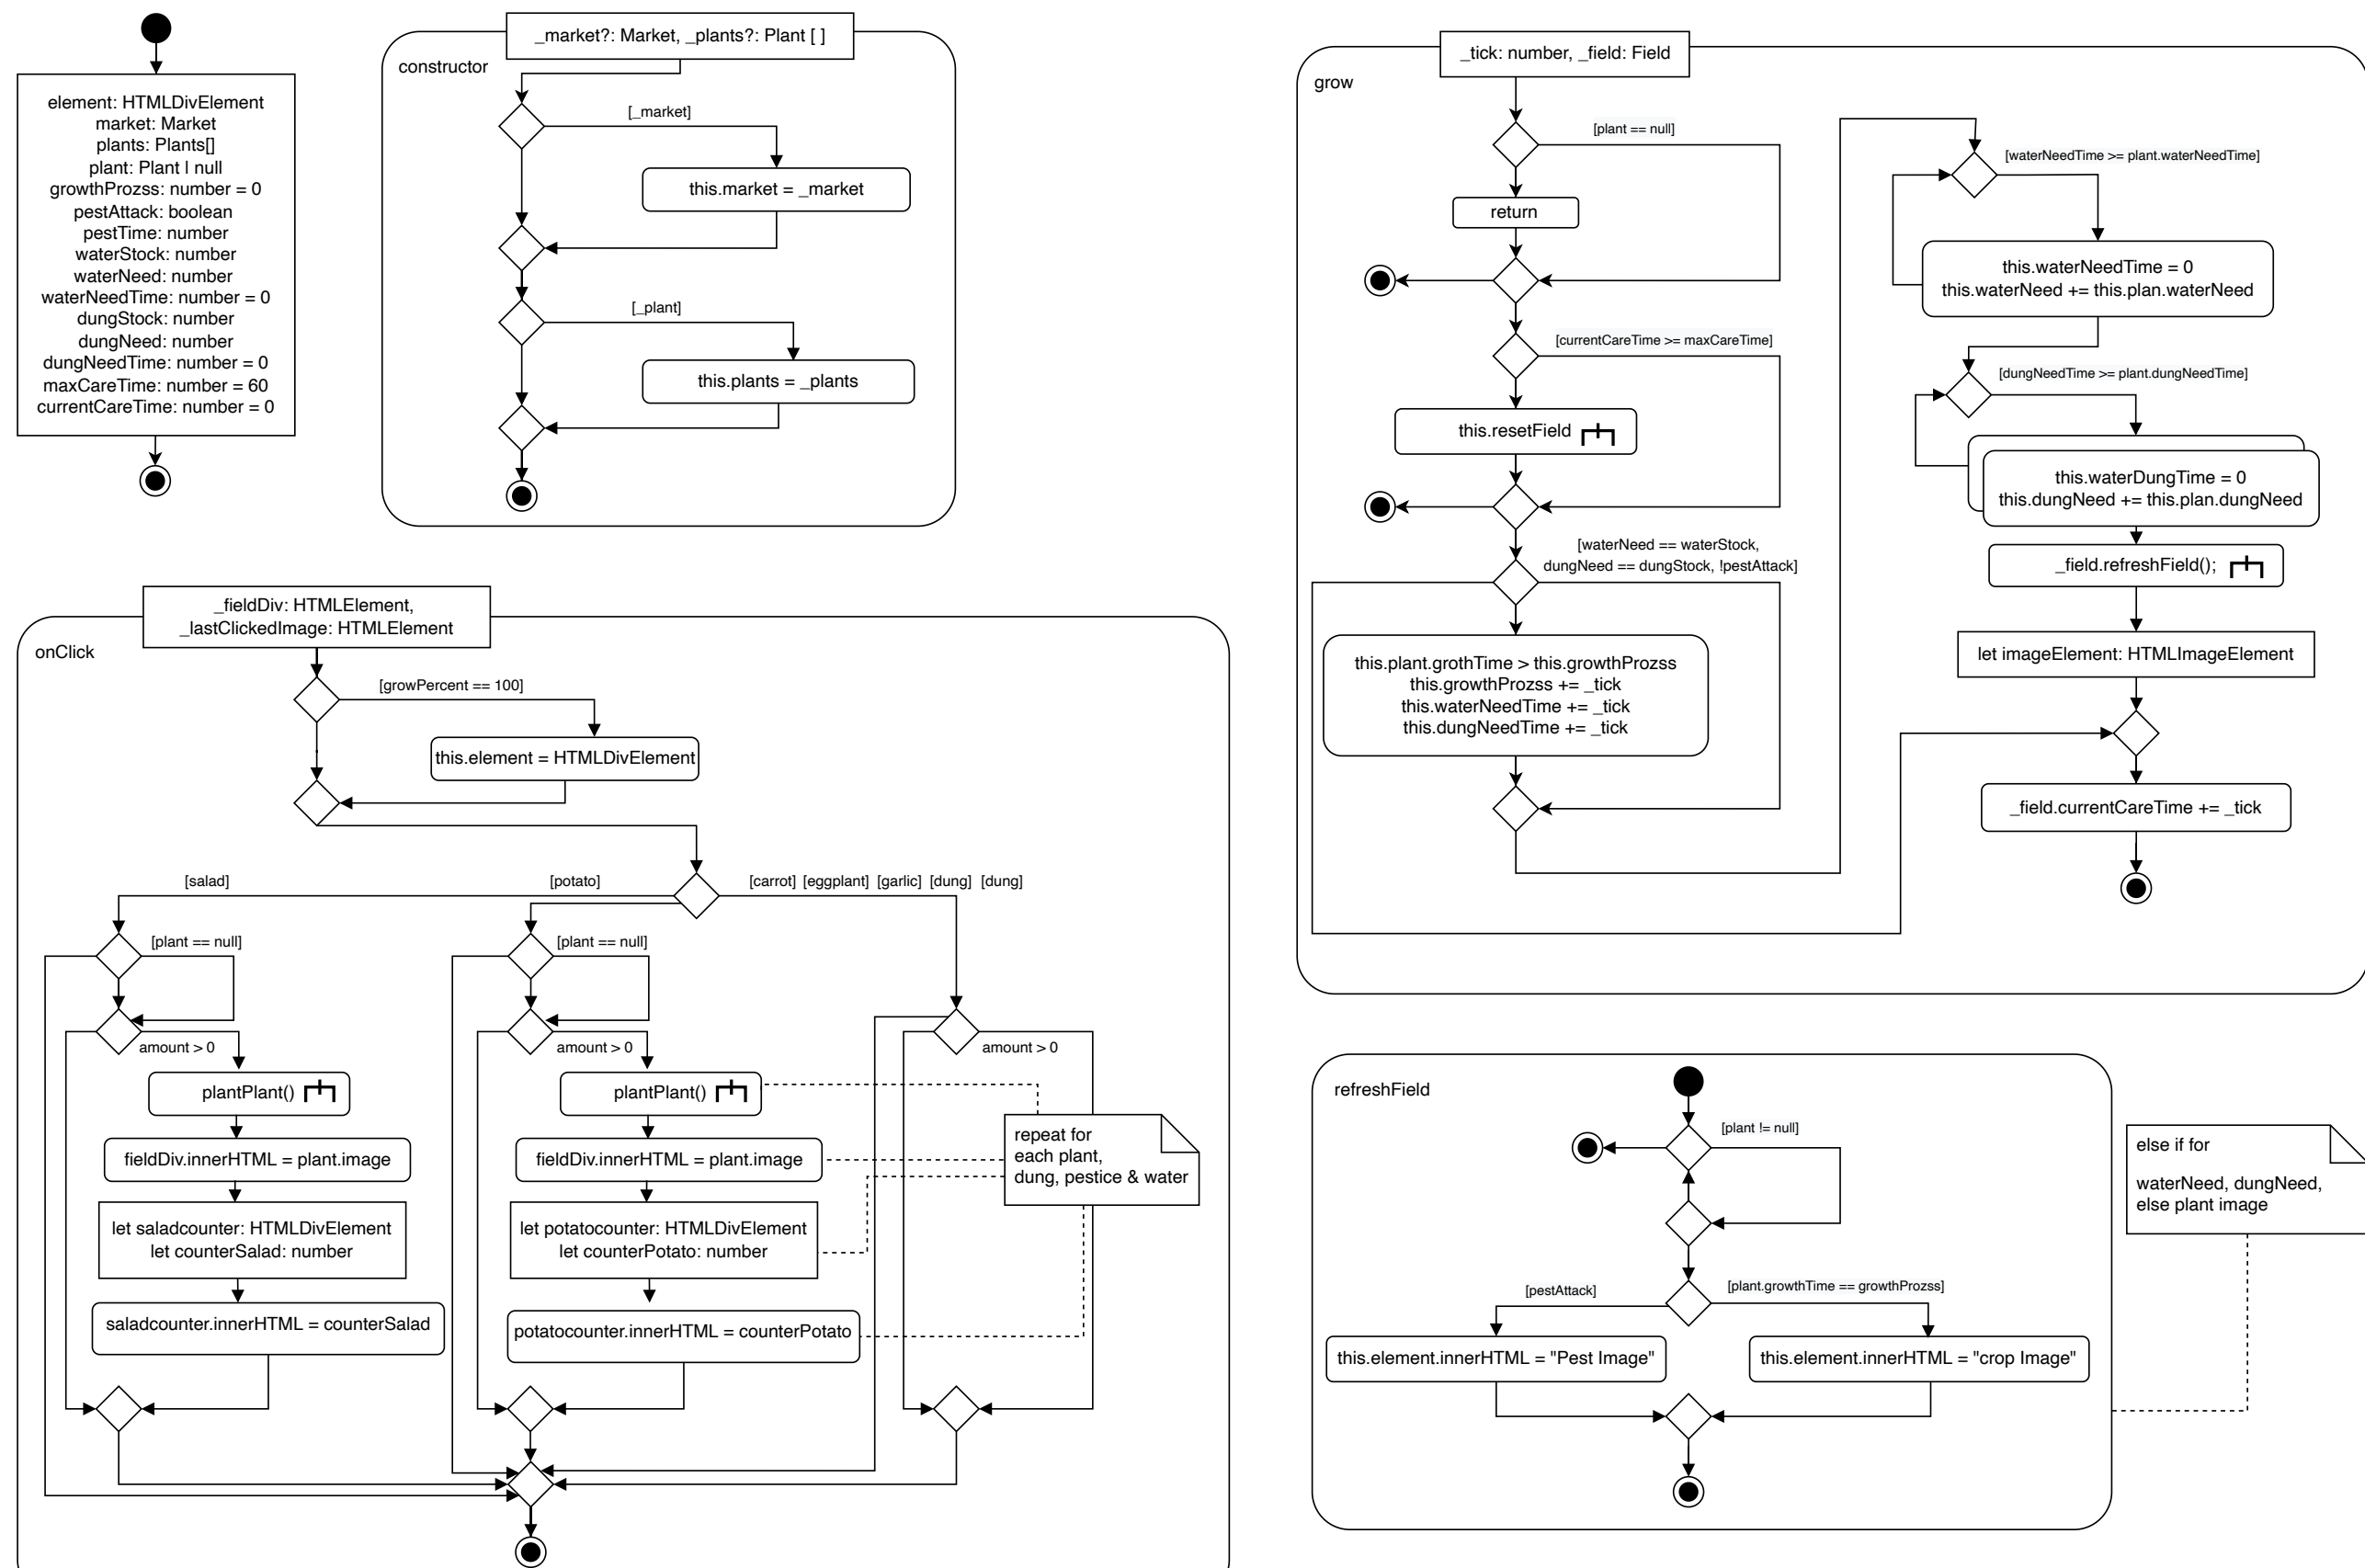 element: HTMLDivElement
market: Market
plants: Plants[]
plant: Plant | null
growthProzss: number = 0
pestAttack: boolean
pestTime: number
waterStock: number
waterNeed: number
waterNeedTime: number = 0
dungStock: number
dungNeed: number
dungNeedTime: number = 0
maxCareTime: number = 60
currentCareTime: number = 0
_market?: Market, _plants?: Plant [ ]
constructor
[_market]
this.market = _market
[_plant]
this.plants = _plants
_tick: number, _field: Field
grow
[plant == null]
return
[currentCareTime >= maxCareTime]
this.resetField
[waterNeed == waterStock,
dungNeed == dungStock, !pestAttack]
this.plant.grothTime > this.growthProzss
this.growthProzss += _tick
this.waterNeedTime += _tick
this.dungNeedTime += _tick
[waterNeedTime >= plant.waterNeedTime]
this.waterNeedTime = 0
this.waterNeed += this.plan.waterNeed
[dungNeedTime >= plant.dungNeedTime]
this.waterDungTime = 0
this.dungNeed += this.plan.dungNeed
_field.refreshField();
let imageElement: HTMLImageElement
_field.currentCareTime += _tick
_fieldDiv: HTMLElement,
_lastClickedImage: HTMLElement
onClick
[growPercent == 100]
this.element = HTMLDivElement
[salad]
[potato]
[carrot] [eggplant] [garlic] [dung] [dung]
[plant == null]
amount > 0
plantPlant()
fieldDiv.innerHTML = plant.image
let saladcounter: HTMLDivElement
let counterSalad: number
saladcounter.innerHTML = counterSalad
[plant == null]
amount > 0
plantPlant()
fieldDiv.innerHTML = plant.image
let potatocounter: HTMLDivElement
let counterPotato: number
potatocounter.innerHTML = counterPotato
amount > 0
repeat for
each plant,
dung, pestice & water
refreshField
[plant != null]
[pestAttack]
[plant.growthTime == growthProzss]
this.element.innerHTML = "Pest Image"
this.element.innerHTML = "crop Image"
else if for
waterNeed, dungNeed,
else plant image